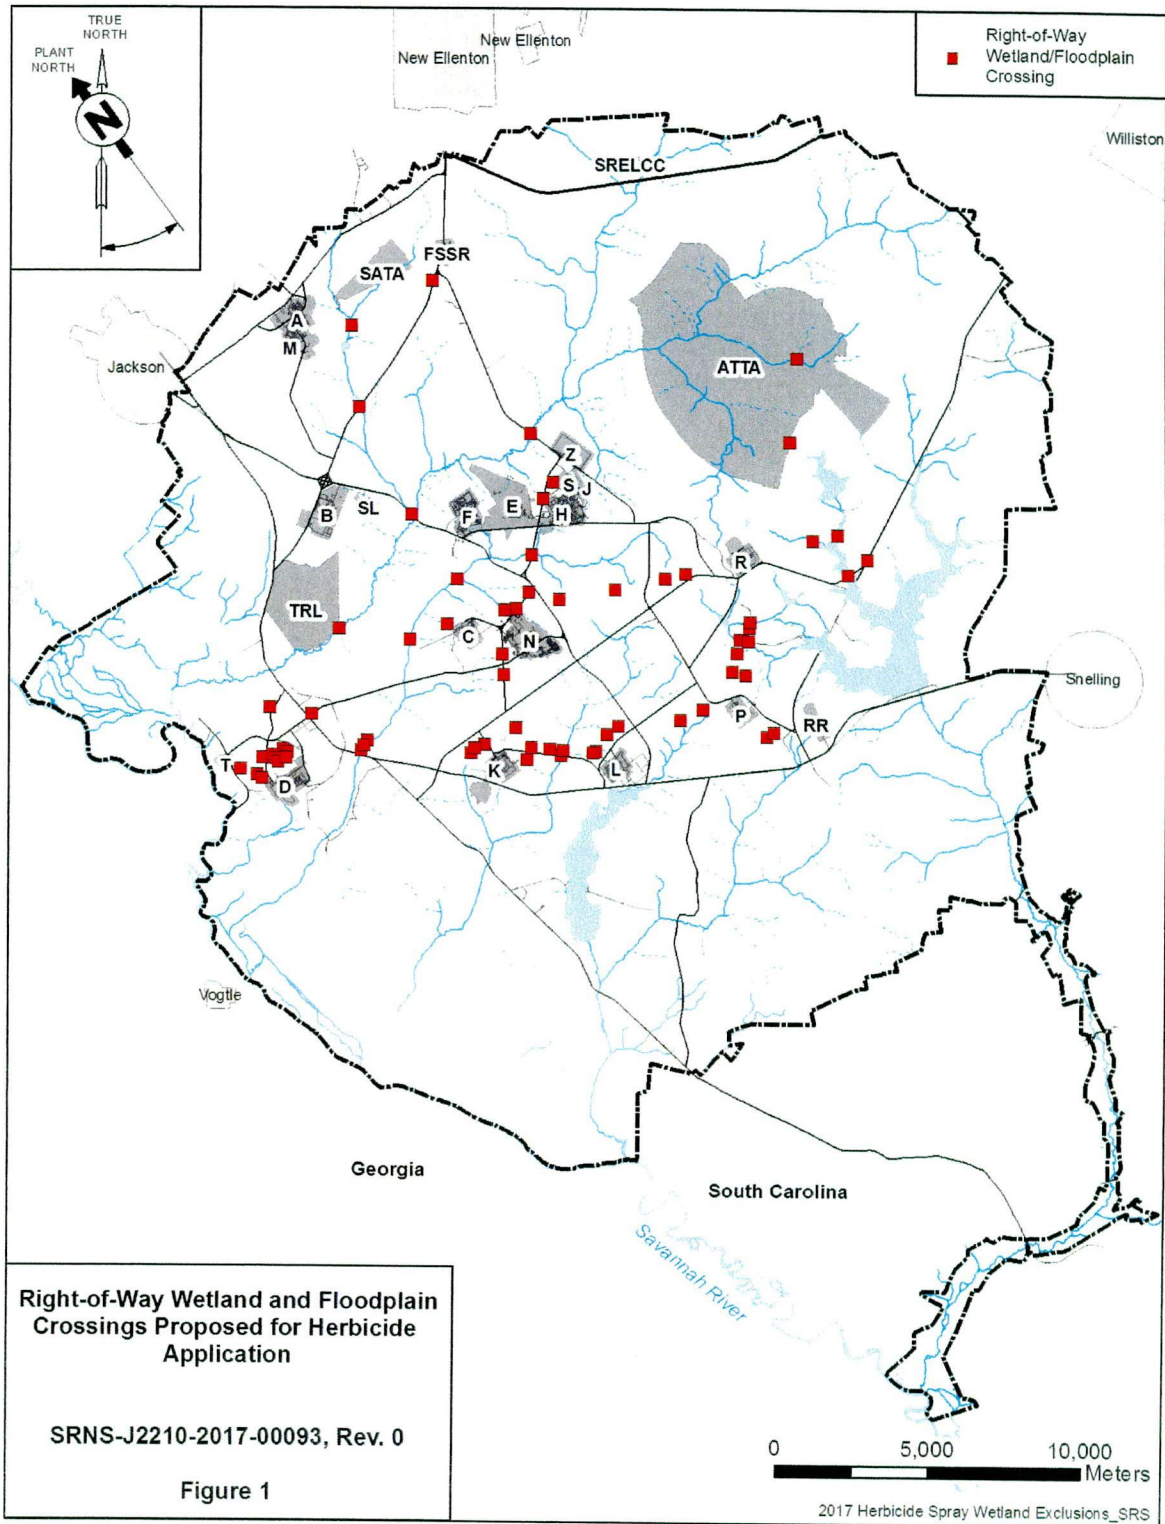 TRUE
NORTH
PLANT
NORTH
N
New Ellenton
New Ellenton
Right-of-Way
Wetland/Floodplain
Crossing
Williston
SRELCC
FSSR
SATA
A
M
Jackson
ATTA
Z
S J
B
SL
F
E
H
R
TRL
C
N
Snelling
P
RR
T
D
K
L
Vogtle
Georgia
South Carolina
Savannah River
Right-of-Way Wetland and Floodplain
Crossings Proposed for Herbicide
Application
SRNS-J2210-2017-00093, Rev. 0
Figure 1
0 5,000 10,000
Meters
2017 Herbicide Spray Wetland Exclusions_SRS